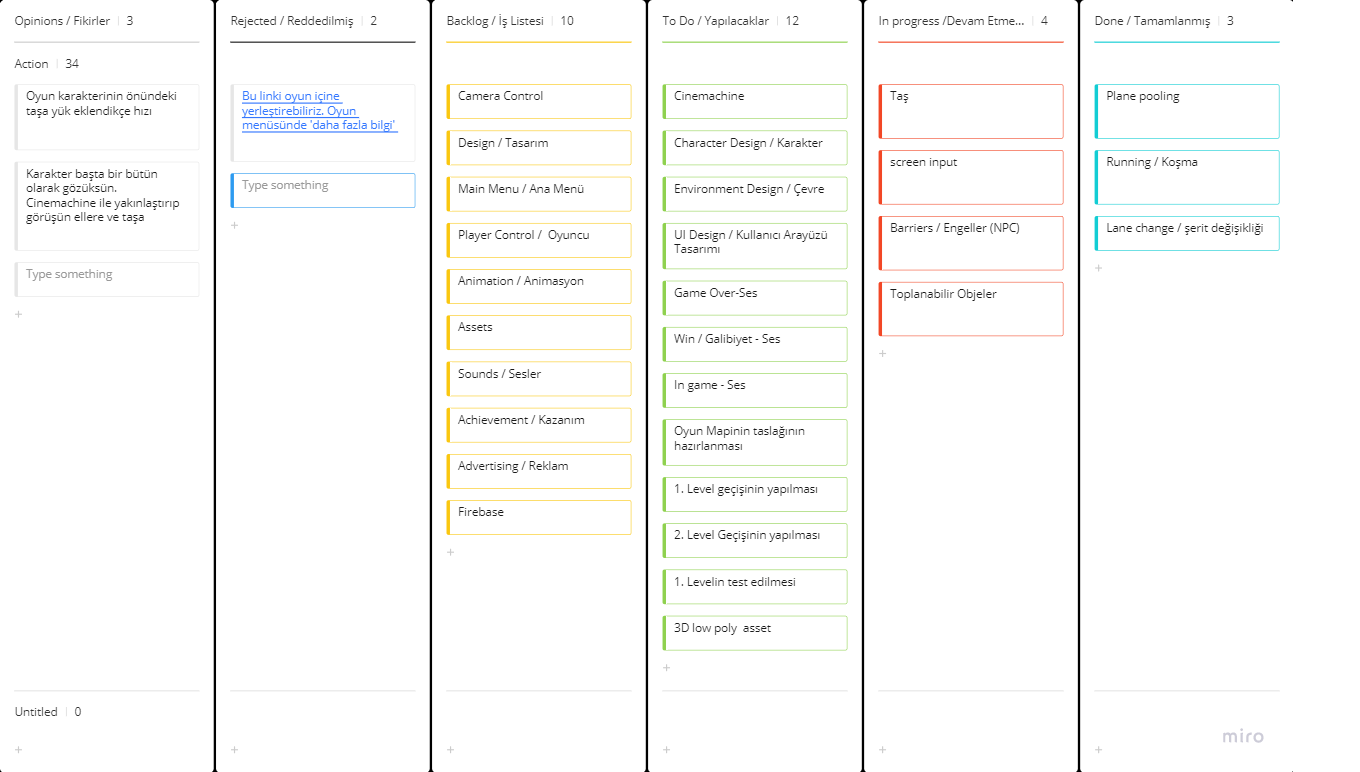 Opinions / Fikirler 3
Action 34
Oyun karakterinin önündeki
taşa yük eklendikçe hızı
Karakter başta bir bütün
olarak gözüksün.
Cinemachine ile yakınlaştırıp
görüşün ellere ve taşa
Type something
+
Untitled 0
+
Rejected / Reddedilmiş 2
Bu linki oyun içine
yerleştirebiliriz. Oyun
menüsünde 'daha fazla bilgi'
Type something
+
+
Backlog / İş Listesi 10
Camera Control
Design / Tasarım
Main Menu / Ana Menü
Player Control /  Oyuncu
Animation / Animasyon
Assets
Sounds / Sesler
Achievement / Kazanım
Advertising / Reklam
Firebase
+
+
To Do / Yapılacaklar 12
Cinemachine
Character Design / Karakter
Environment Design / Çevre
UI Design / Kullanıcı Arayüzü
Tasarımı
Game Over-Ses
Win / Galibiyet - Ses
In game - Ses
Oyun Mapinin taslağının
hazırlanması
1. Level geçişinin yapılması
2. Level Geçişinin yapılması
1. Levelin test edilmesi
3D low poly  asset
+
+
In progress /Devam Etme... 4
Taş
screen input
Barriers / Engeller (NPC)
Toplanabilir Objeler
+
+
Done / Tamamlanmış 3
Plane pooling
Running / Koşma
Lane change / şerit değişikliği
+
miro
+